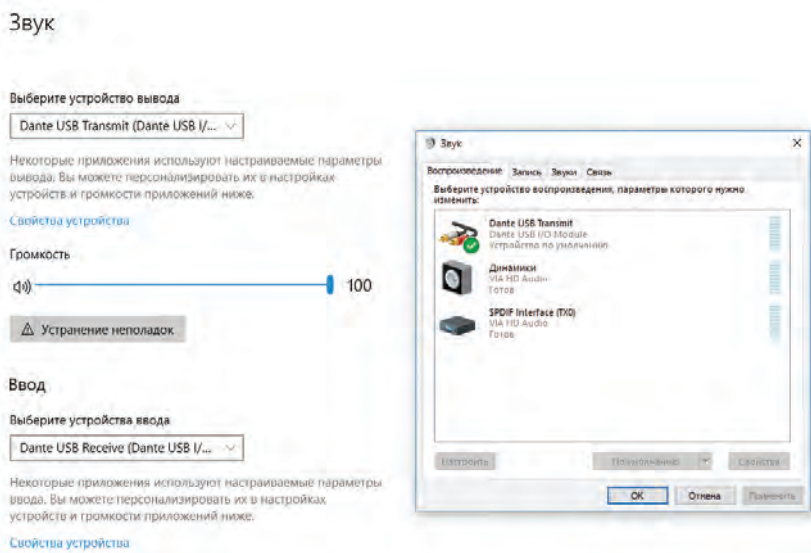 Звук
Выберите устройство вывода
Dante USB Transmit (Dante USB I/...
Некоторые приложения используют настраиваемые параметры
вывода. Вы можете персонализировать их в настройках
устройств и громкости приложений ниже.
Свойства устройства
Громкость
100
Устранение неполадок
Ввод
Выберите устройства ввода
Dante USB Receive (Dante USB I/...
Некоторые приложения используют настраиваемые параметры
ввода. Вы можете персонализировать их в настройках
устройств и громкости приложений ниже.
Свойства устройства
Звук
Воспроизведение Запись Звуки Связь
Выберите устройство воспроизведения, параметры которого нужно
изменить:
Dante USB Transmit
Dante USB I/O Module
Устройство по умолчанию
Динамики
VIA HD Audio
Готов
SPDIF Interface (TX0)
VIA HD Audio
Готов
Настроить По умолчанию Свойства
OK Отмена Применить